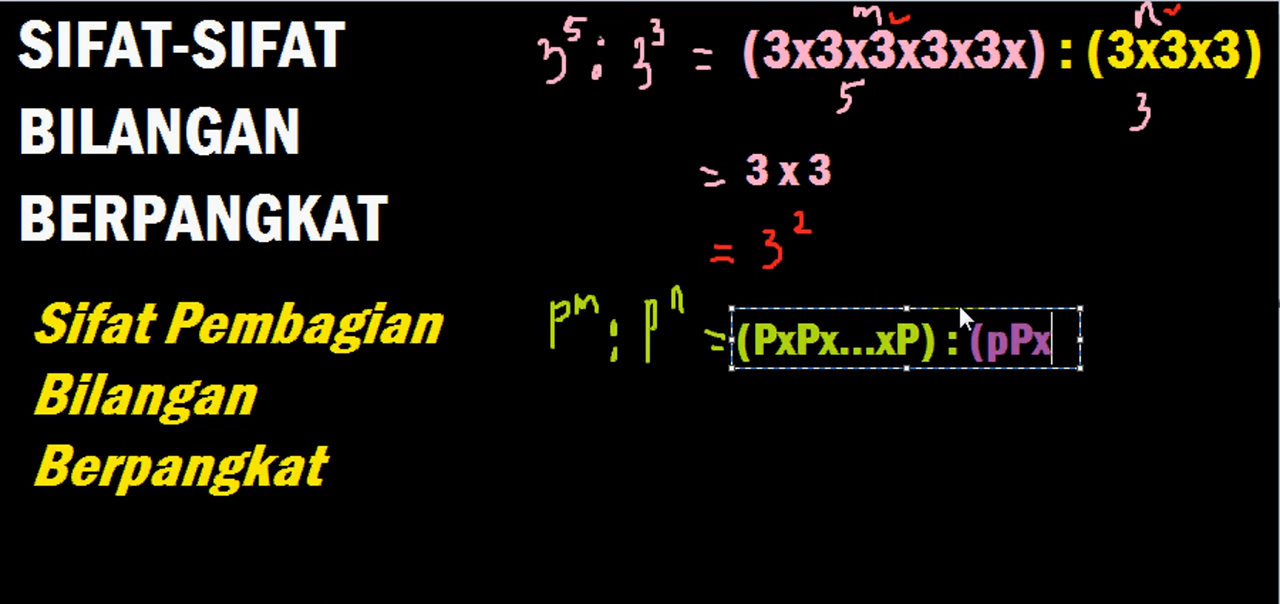 SIFAT-SIFAT
BILANGAN
BERPANGKAT
Sifat Pembagian
Bilangan
Berpangkat
m n
3⁵ : 3³ = (3x3x3x3x3x) : (3x3x3)
5 3
= 3 x 3
= 3²
Pᵐ : Pⁿ = (PxPx...xP) : (pPx